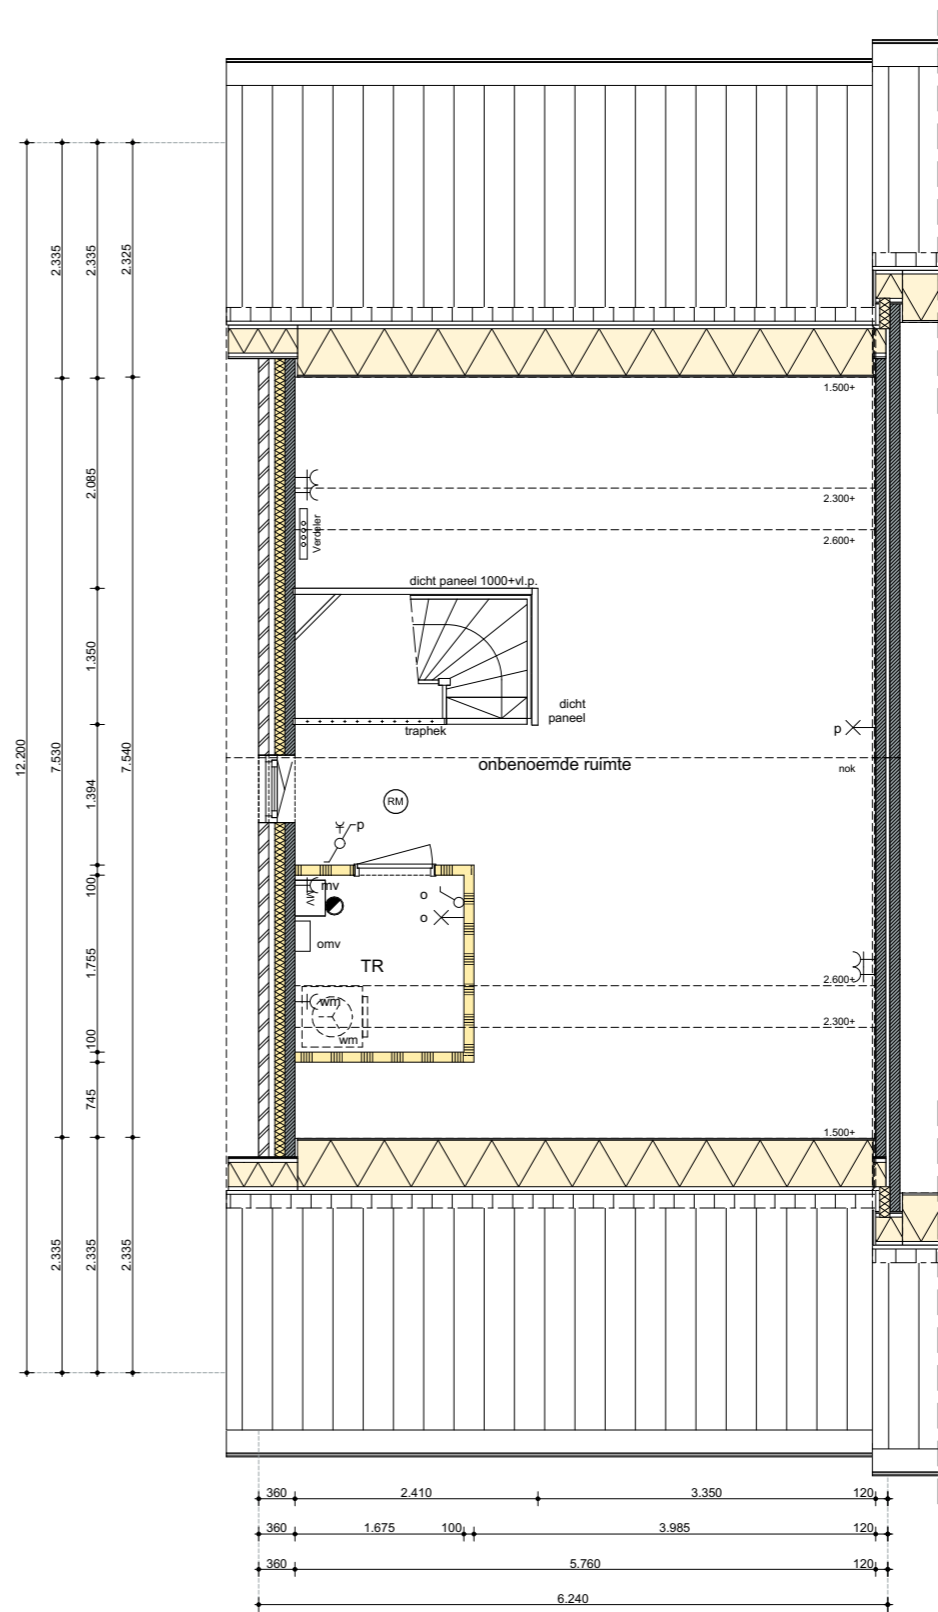 2.335
2.335
2.325
1.500+
2.300+
2.600+
Verdeler
2.085
dicht paneel 1000+vl.p.
1.350
dicht
paneel
traphek
p
12.200
7.530
7.540
onbenoemde ruimte
nok
1.394
RM
p
100
mv
MV
o
o
omv
1.755
TR
2.600+
wm
2.300+
wm
100
745
1.500+
2.335
2.335
2.335
360
2.410
3.350
120
360
1.675
100
3.985
120
360
5.760
120
6.240